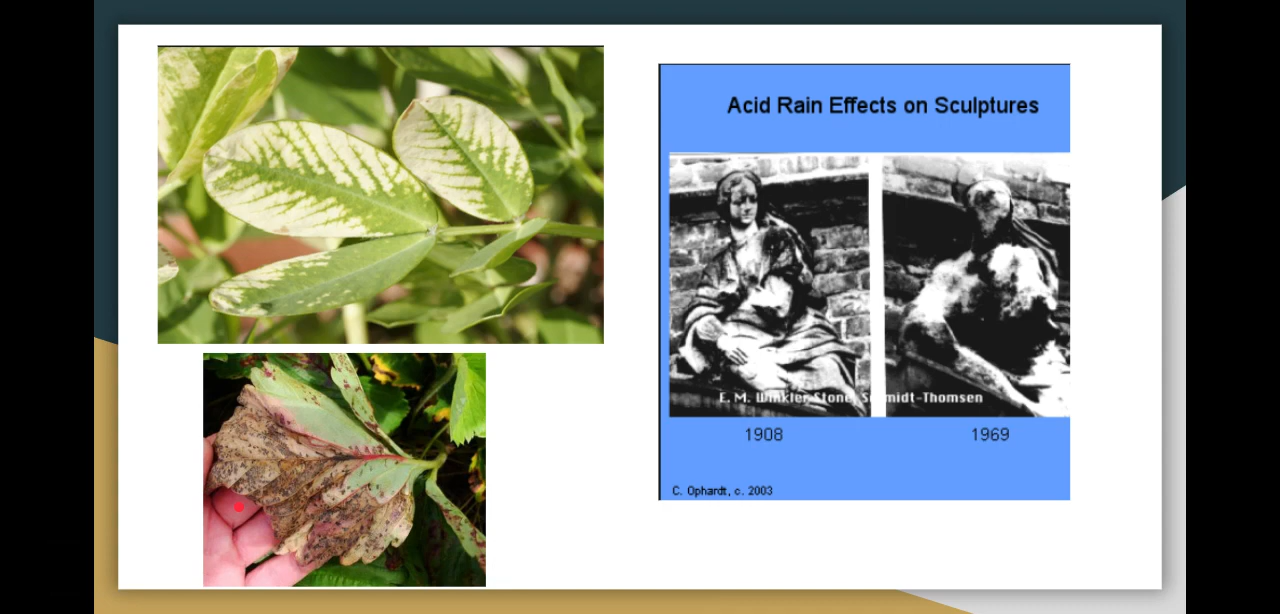 Acid Rain Effects on Sculptures
E. M. Winkler Stone, Schmidt-Thomsen
1908
1969
C. Ophardt, c. 2003